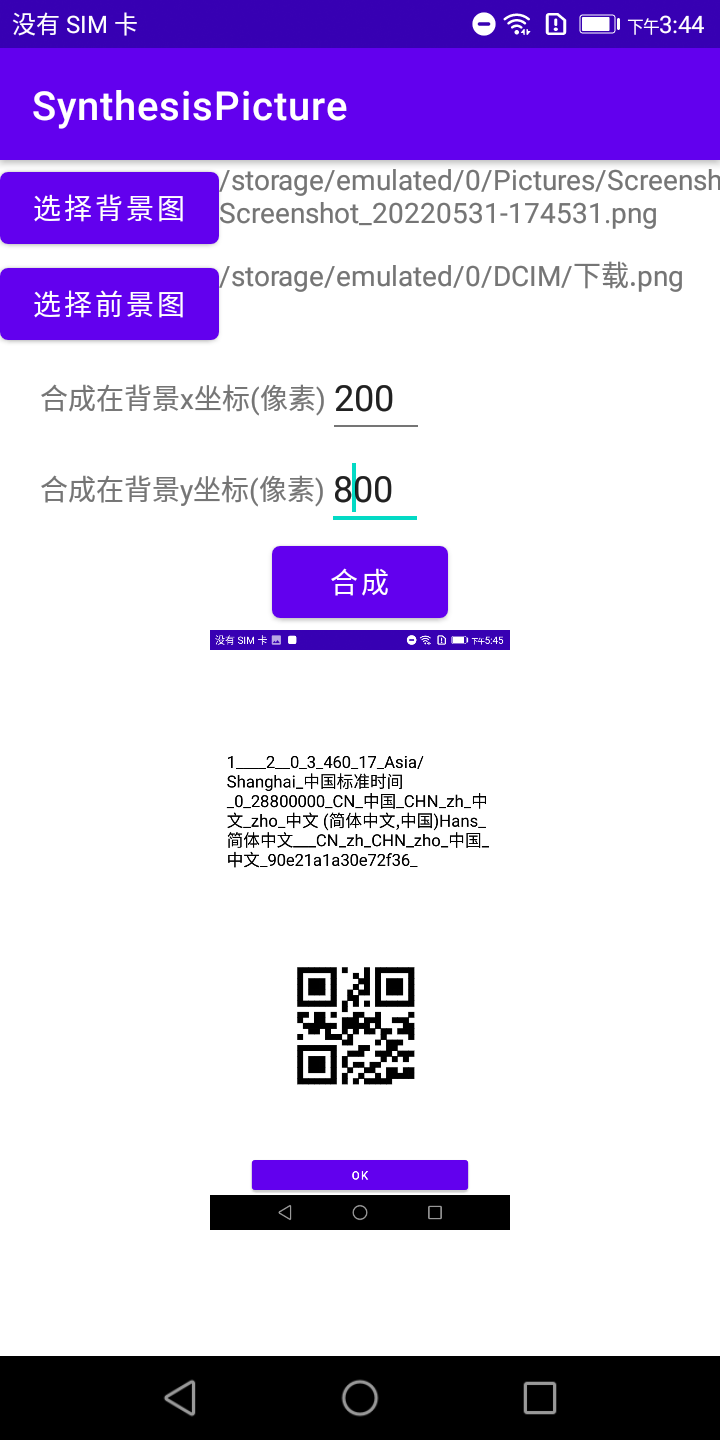 没有 SIM 卡 下午3:44
SynthesisPicture
选择背景图 /storage/emulated/0/Pictures/Screensh
Screenshot_20220531-174531.png
选择前景图 /storage/emulated/0/DCIM/下载.png
合成在背景x坐标(像素) 200
合成在背景y坐标(像素) 800
合成
没有 SIM 卡 下午5:45
1____2__0_3_460_17_Asia/
Shanghai_中国标准时间
_0_28800000_CN_中国_CHN_zh_中
文_zho_中文 (简体中文,中国)Hans_
简体中文___CN_zh_CHN_zho_中国_
中文_90e21a1a30e72f36_
OK